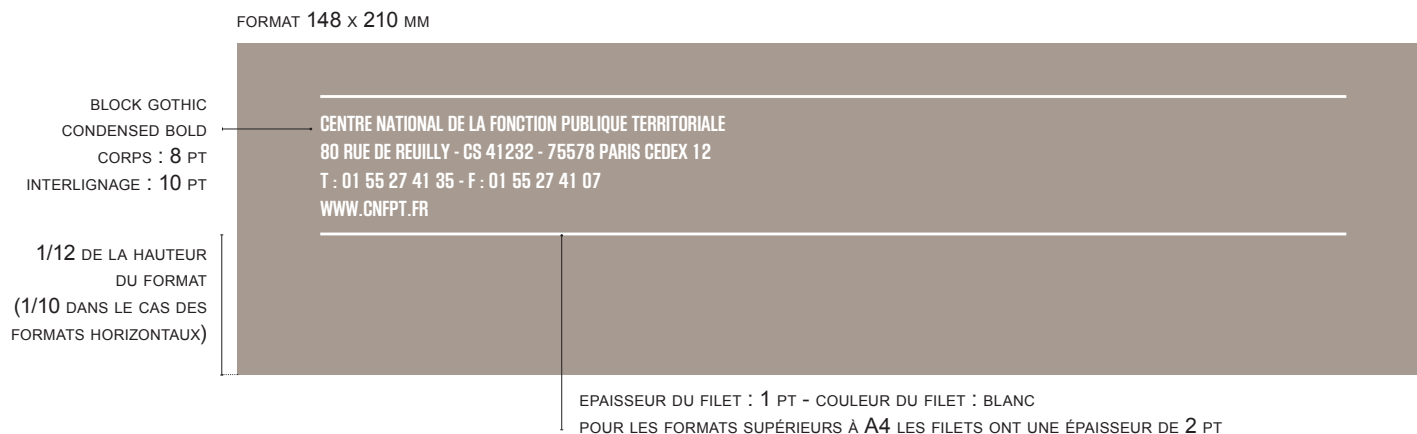 FORMAT 148 X 210 MM
BLOCK GOTHIC
CONDENSED BOLD
CORPS : 8 PT
INTERLIGNAGE : 10 PT
CENTRE NATIONAL DE LA FONCTION PUBLIQUE TERRITORIALE
80 RUE DE REUILLY - CS 41232 - 75578 PARIS CEDEX 12
T : 01 55 27 41 35 - F : 01 55 27 41 07
WWW.CNFPT.FR
1/12 DE LA HAUTEUR
DU FORMAT
(1/10 DANS LE CAS DES
FORMATS HORIZONTAUX)
EPAISSEUR DU FILET : 1 PT - COULEUR DU FILET : BLANC
POUR LES FORMATS SUPÉRIEURS À A4 LES FILETS ONT UNE ÉPAISSEUR DE 2 PT